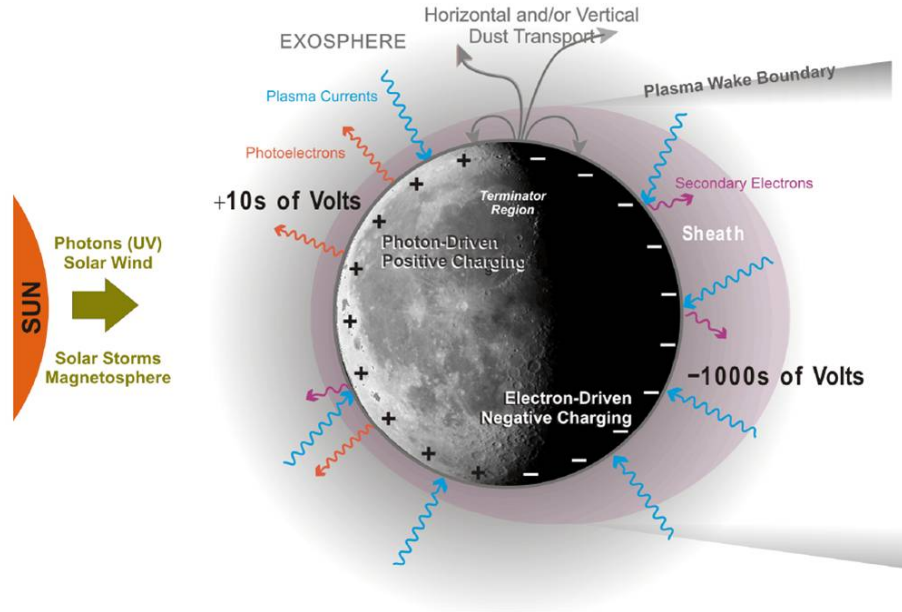 Horizontal and/or Vertical
Dust Transport
EXOSPHERE
Plasma Wake Boundary
Plasma Currents
Photoelectrons
Secondary Electrons
+10s of Volts
Terminator
Region
Sheath
Photon-Driven
Positive Charging
Photons (UV)
Solar Wind
SUN
Solar Storms
Magnetosphere
−1000s of Volts
Electron-Driven
Negative Charging